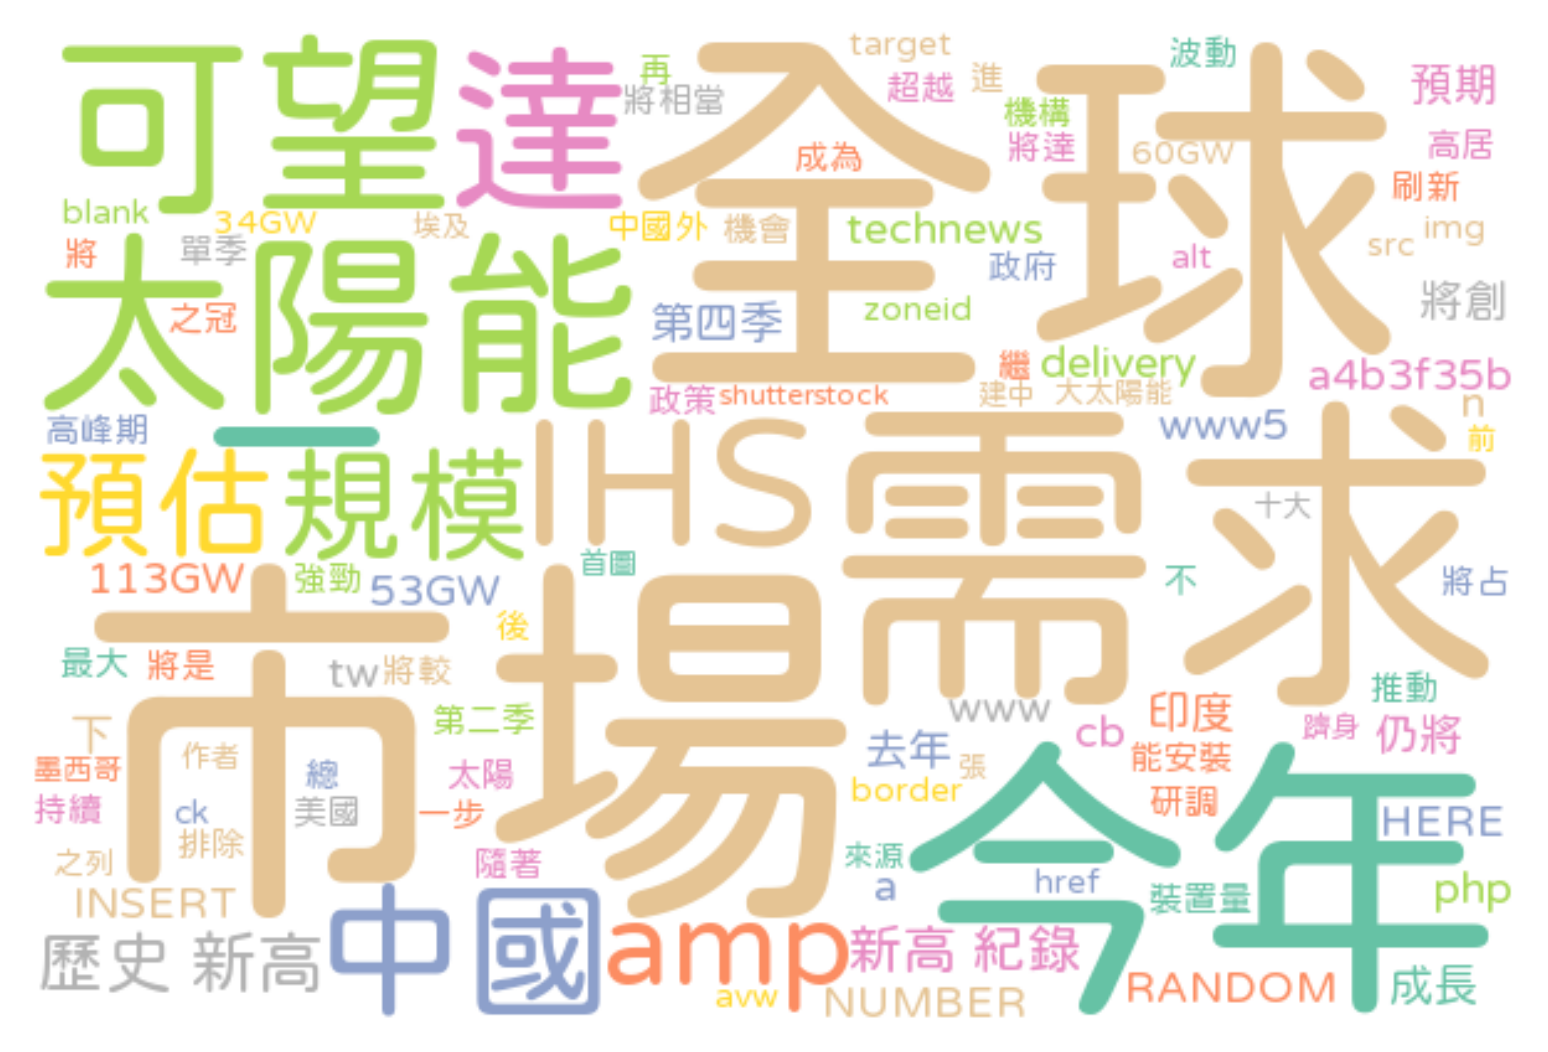 可望
達
全球
再
將相當
target
超越
進
機構
將達
波動
預期
高居
刷新
成為
60GW
blank
34GW
埃及
中國外
機會
technews
政府
alt
src
img
將
單季
太陽能
之冠
第四季
zoneid
將創
繼
delivery
a4b3f35b
政策
shutterstock
建中
大太陽能
n
前
高峰期
一
IHS
需求
www5
十大
預估
規模
首圖
不
將占
113GW
強勁
53GW
市場
後
最大
將是
tw
將較
www
推動
下
第二季
去年
張
cb
印度
躋身
仍將
墨西哥
作者
總
太陽
能安裝
持續
ck
美國
一步
border
研調
今年
HERE
排除
之列
隨著
來源
a
href
裝置量
php
INSERT
歷史 新高
中國
amp
新高 紀錄
avw
NUMBER
RANDOM
成長